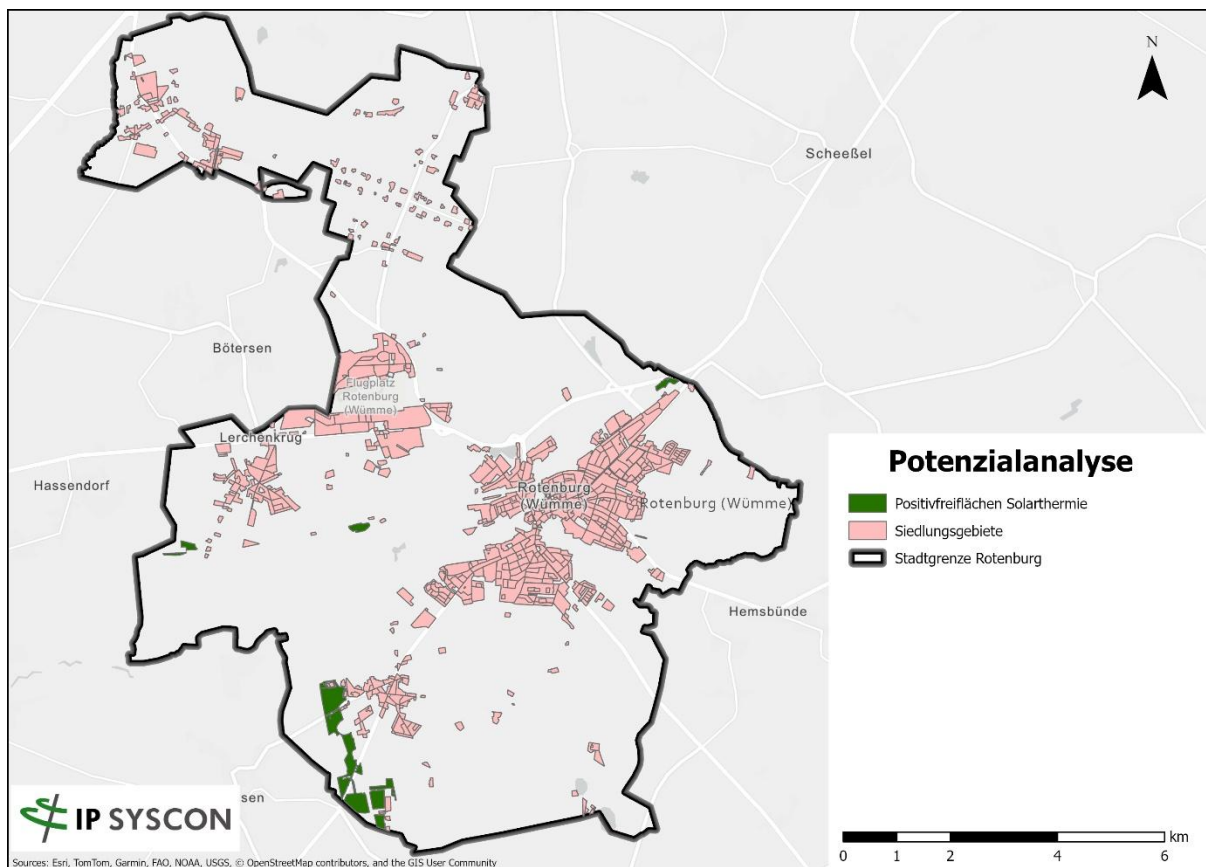 N
Scheeßel
Bötersen
Flugplatz
Rotenburg
(Wümme)
Lerchenkrug
Hassendorf
Rotenburg
(Wümme)
Rotenburg (Wümme)
Hemsbünde
sen
Potenzialanalyse
Positivfreiflächen Solarthermie
Siedlungsgebiete
Stadtgrenze Rotenburg
IP SYSCON
km
0 1 2 4 6
Sources: Esri, TomTom, Garmin, FAO, NOAA, USGS, © OpenStreetMap contributors, and the GIS User Community